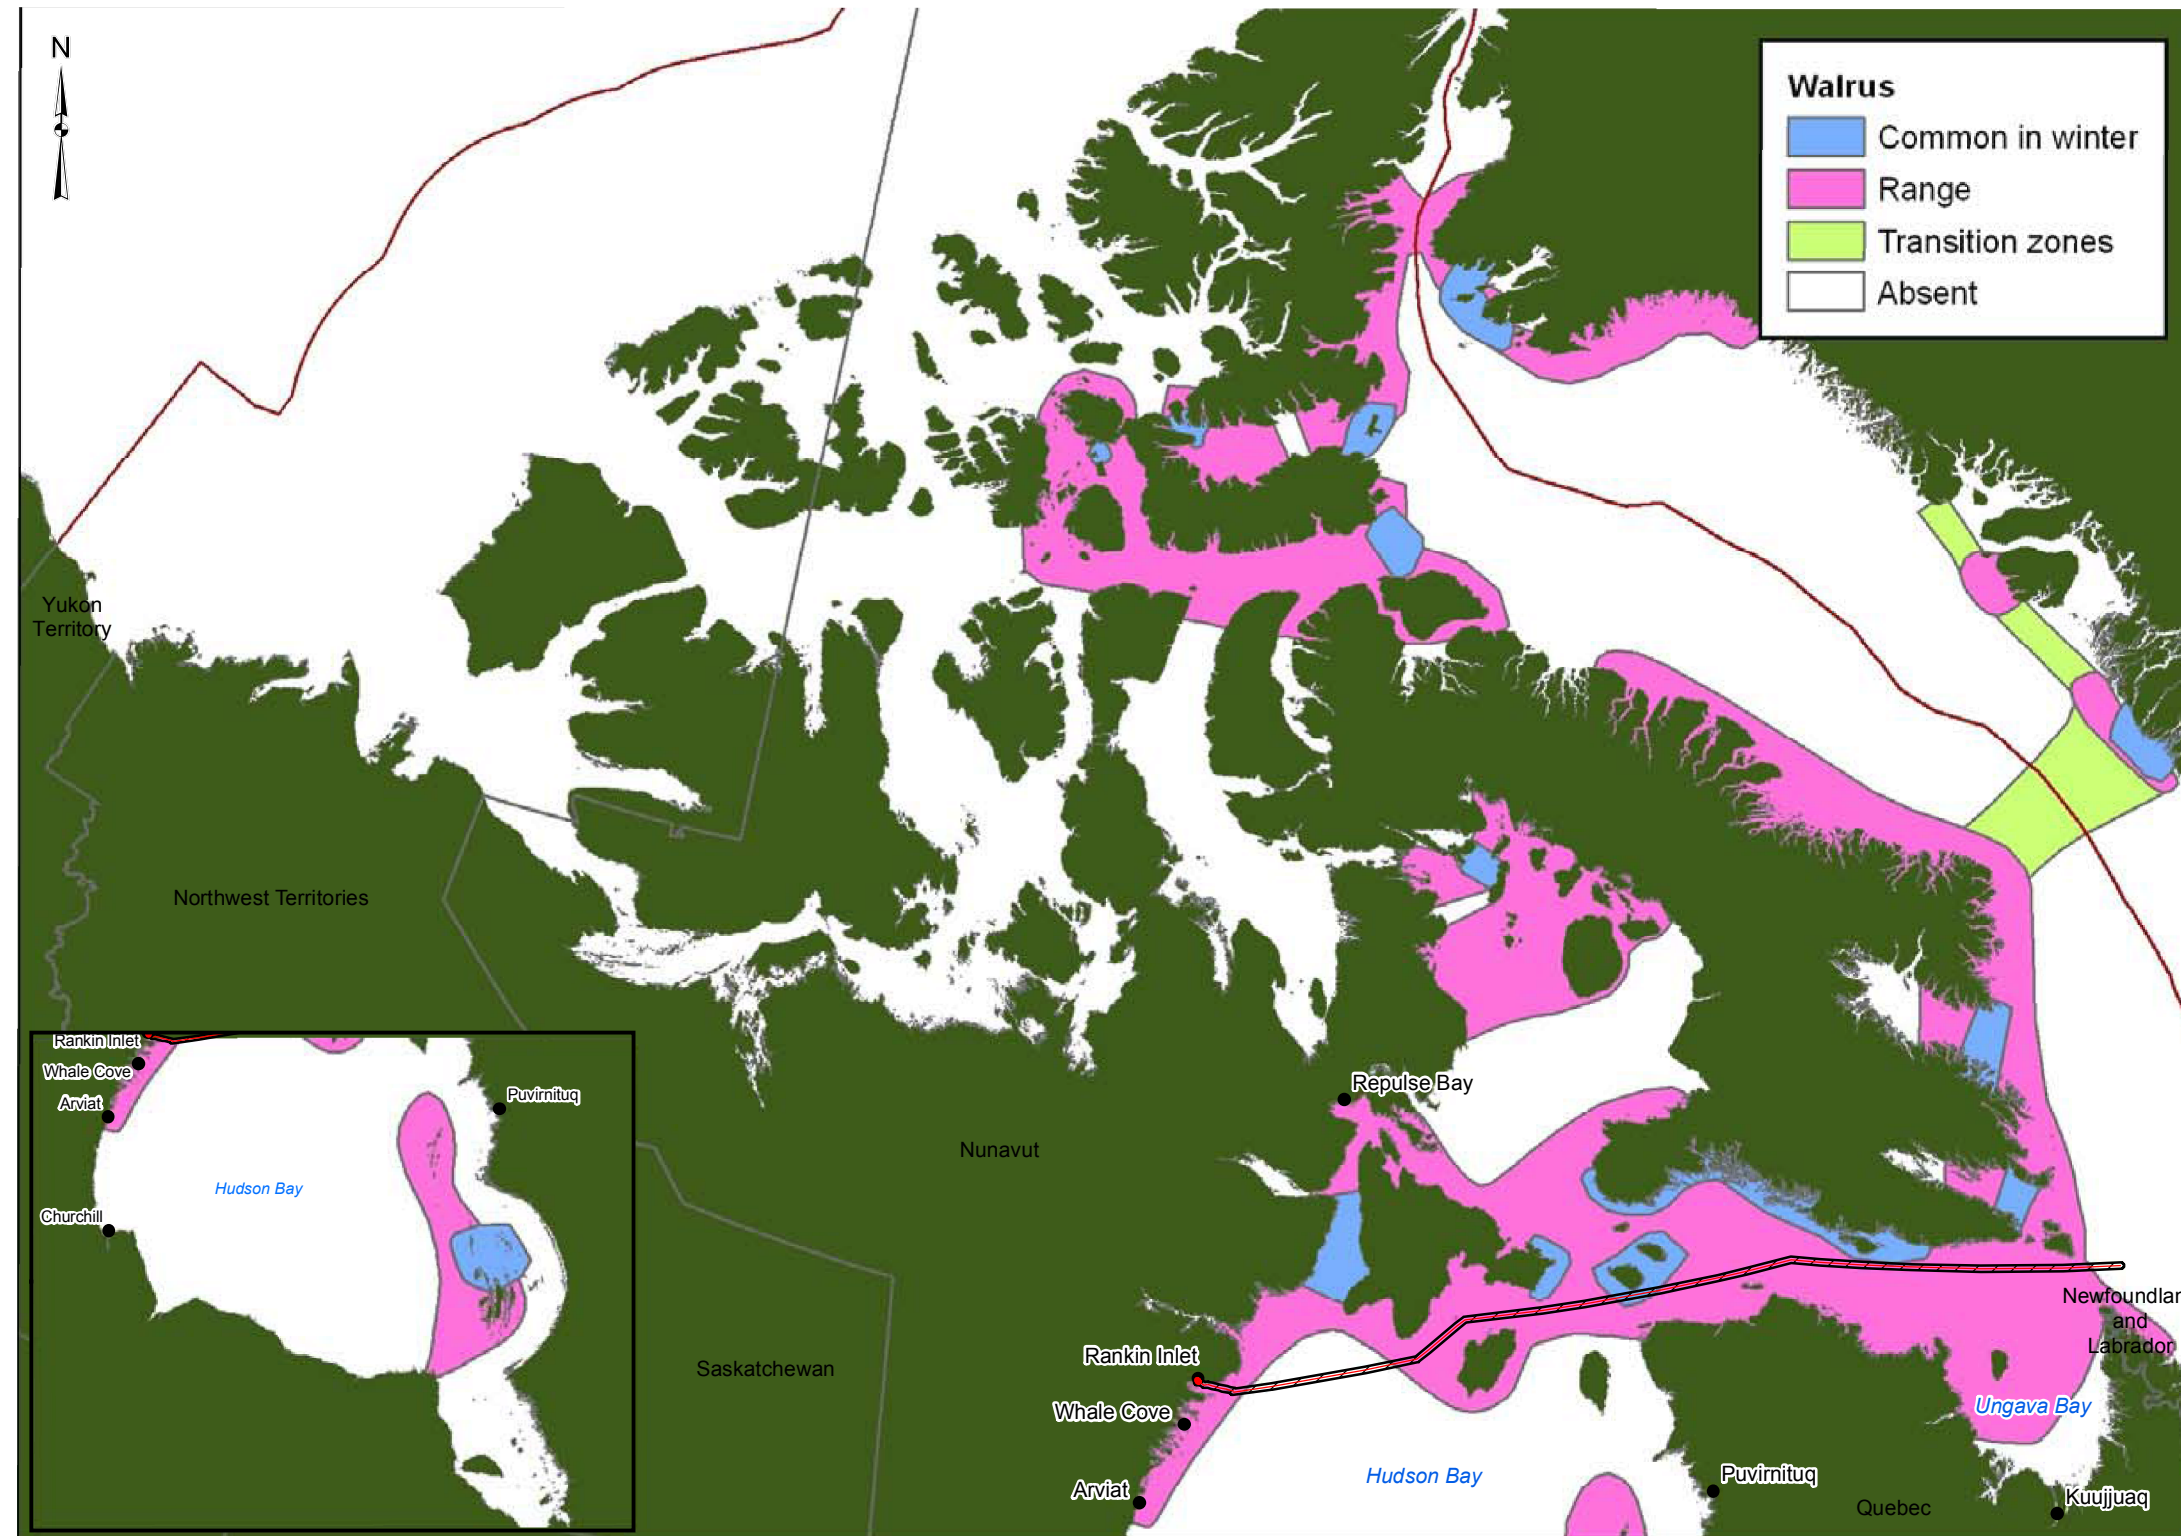 N
Walrus
Common in winter
Range
Transition zones
Absent
Yukon
Territory
Northwest Territories
Nunavut
Saskatchewan
Repulse Bay
Rankin Inlet
Whale Cove
Arviat
Hudson Bay
Puvirnituq
Quebec
Kuujjuaq
Ungava Bay
Newfoundlan
and
Labrador
Rankin Inlet
Whale Cove
Arviat
Churchill
Hudson Bay
Puvirnituq